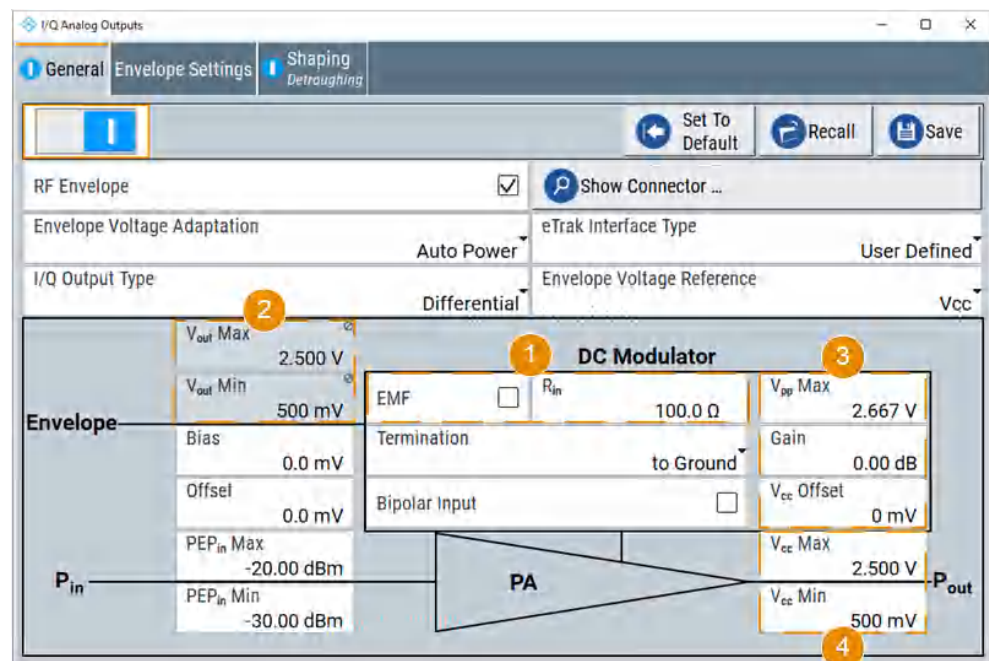 I/Q Analog Outputs
General
Envelope Settings
Shaping
Detroughing
Set To
Default
Recall
Save
RF Envelope
Show Connector ...
Envelope Voltage Adaptation
Auto Power
eTrak Interface Type
User Defined
I/Q Output Type
Differential
Envelope Voltage Reference
Vcc
2
Vout Max
2.500 V
1
DC Modulator
3
Vout Min
500 mV
EMF
Rin
100.0 Ω
Vpp Max
2.667 V
Envelope
Bias
0.0 mV
Termination
to Ground
Gain
0.00 dB
Offset
0.0 mV
Bipolar Input
Vcc Offset
0 mV
PEPin Max
-20.00 dBm
Vcc Max
2.500 V
Pin
PA
Pout
PEPin Min
-30.00 dBm
Vcc Min
500 mV
4